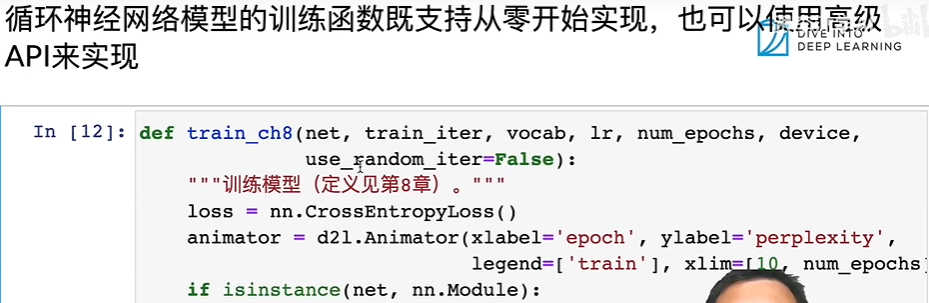 循环神经网络模型的训练函数既支持从零开始实现，也可以使用高级
API来实现
DIVE INTO
DEEP LEARNING
In [12]: def train_ch8(net, train_iter, vocab, lr, num_epochs, device,
use_random_iter=False):
"""训练模型（定义见第8章）。"""
loss = nn.CrossEntropyLoss()
animator = d2l.Animator(xlabel='epoch', ylabel='perplexity',
legend=['train'], xlim=[10, num_epochs]
if isinstance(net, nn.Module):